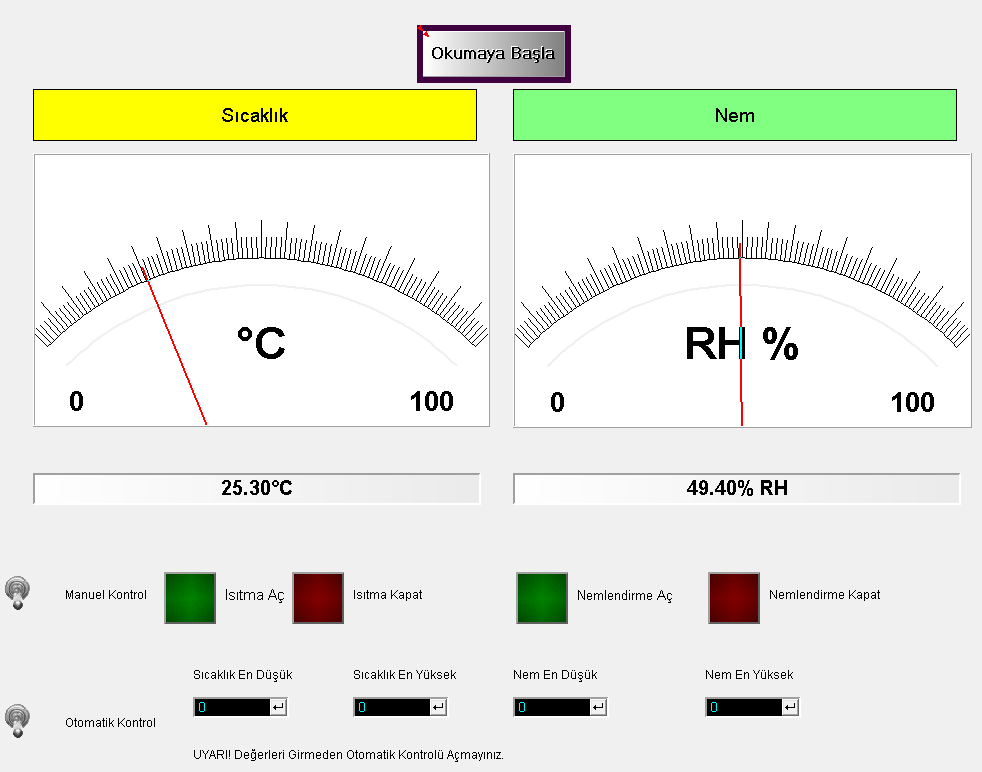 Okumaya Başla
Sıcaklık
Nem
°C
RH %
0
100
0
100
25.30°C
49.40% RH
Manuel Kontrol
Isıtma Aç
Isıtma Kapat
Nemlendirme Aç
Nemlendirme Kapat
Sıcaklık En Düşük
Sıcaklık En Yüksek
Nem En Düşük
Nem En Yüksek
0
0
0
0
Otomatik Kontrol
UYARI! Değerleri Girmeden Otomatik Kontrolü Açmayınız.